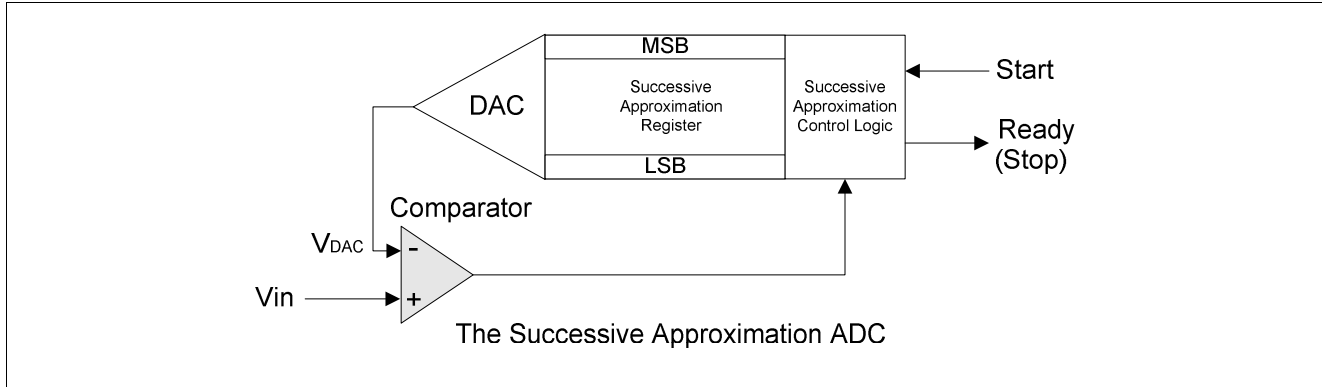 MSB
DAC
Successive
Approximation
Register
Successive
Approximation
Control Logic
Start
Ready
(Stop)
LSB
Comparator
VDAC
-
Vin
+
The Successive Approximation ADC